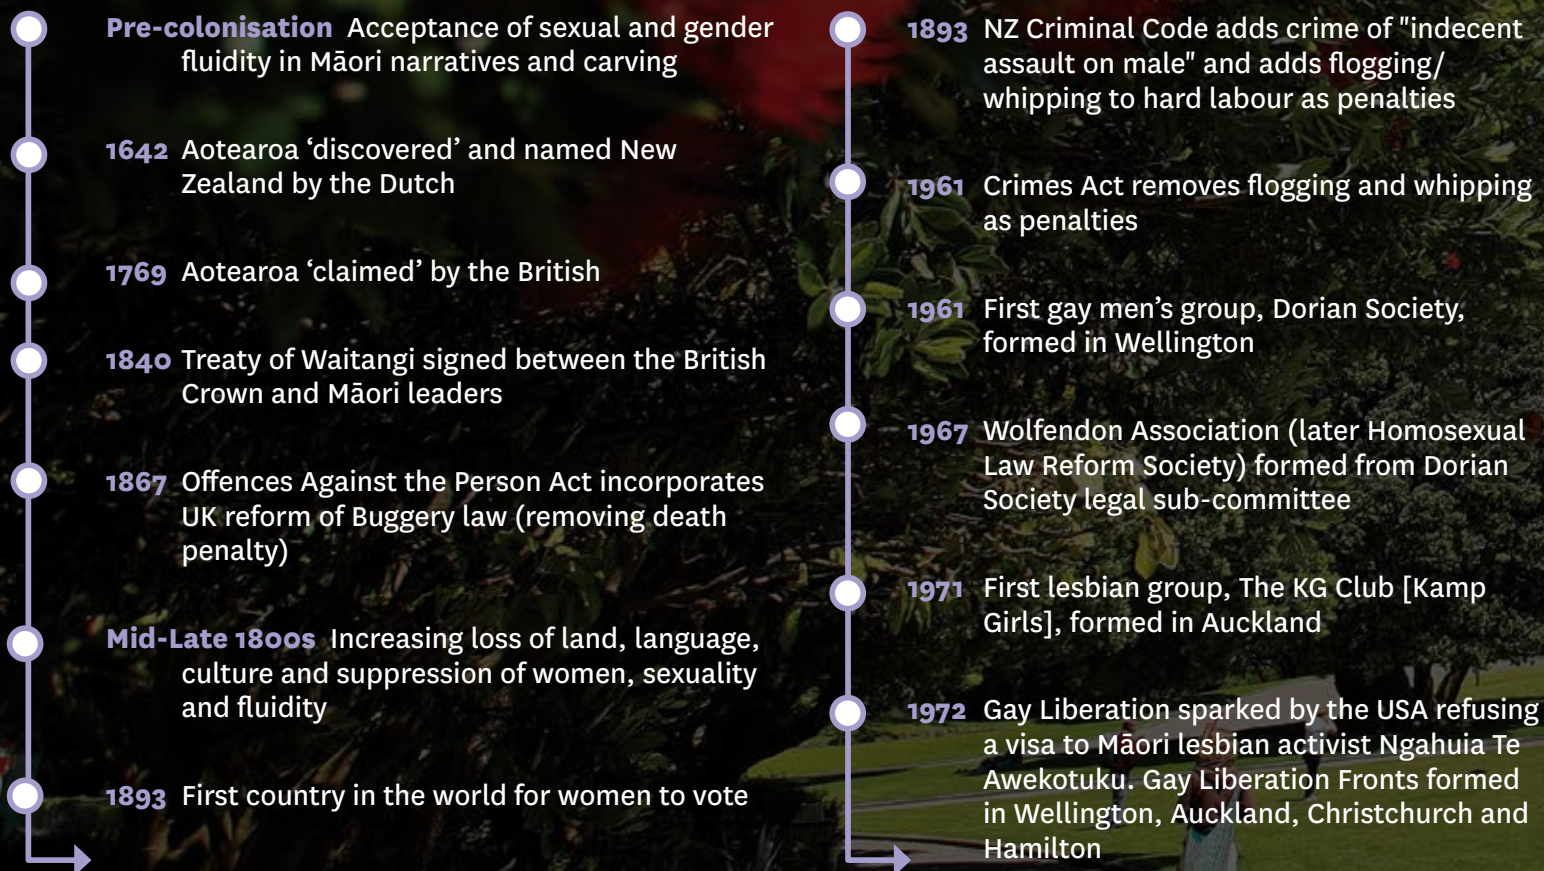 Pre-colonisation Acceptance of sexual and gender
fluidity in Māori narratives and carving
1642 Aotearoa ‘discovered’ and named New
Zealand by the Dutch
1769 Aotearoa ‘claimed’ by the British
1840 Treaty of Waitangi signed between the British
Crown and Māori leaders
1867 Offences Against the Person Act incorporates
UK reform of Buggery law (removing death
penalty)
Mid-Late 1800s Increasing loss of land, language,
culture and suppression of women, sexuality
and fluidity
1893 First country in the world for women to vote
1893 NZ Criminal Code adds crime of "indecent
assault on male" and adds flogging/
whipping to hard labour as penalties
1961 Crimes Act removes flogging and whipping
as penalties
1961 First gay men’s group, Dorian Society,
formed in Wellington
1967 Wolfendon Association (later Homosexual
Law Reform Society) formed from Dorian
Society legal sub-committee
1971 First lesbian group, The KG Club [Kamp
Girls], formed in Auckland
1972 Gay Liberation sparked by the USA refusing
a visa to Māori lesbian activist Ngahuia Te
Awekotuku. Gay Liberation Fronts formed
in Wellington, Auckland, Christchurch and
Hamilton